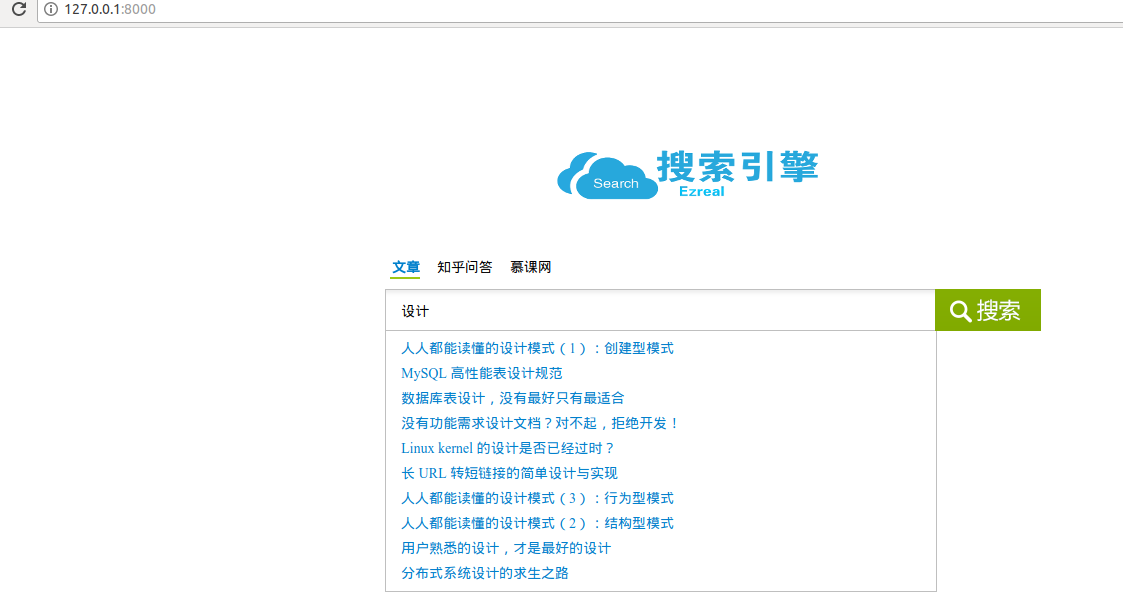 127.0.0.1:8000
Search 搜索引擎
Ezreal
文章 知乎问答 慕课网
设计 搜索
人人都能读懂的设计模式（1）：创建型模式
MySQL 高性能表设计规范
数据库表设计，没有最好只有最适合
没有功能需求设计文档？对不起，拒绝开发！
Linux kernel 的设计是否已经过时？
长 URL 转短链接的简单设计与实现
人人都能读懂的设计模式（3）：行为型模式
人人都能读懂的设计模式（2）：结构型模式
用户熟悉的设计，才是最好的设计
分布式系统设计的求生之路